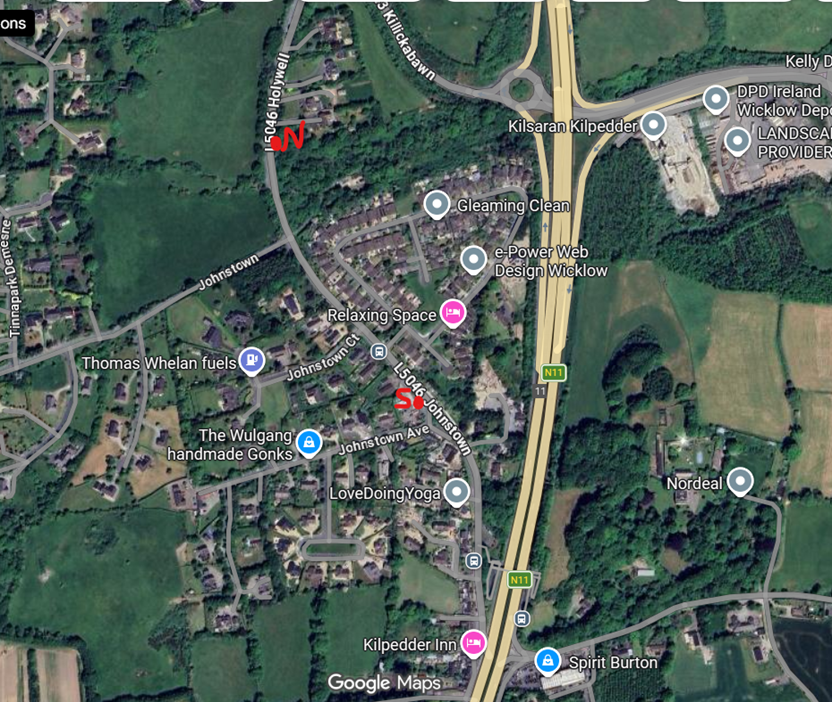 ons
L5046 Holywell
3 Killickabawn
Kelly D
DPD Ireland
Wicklow Depo
Kilsaran Kilpedder
LANDSCA
PROVIDER
N
Gleaming Clean
Tinnapark Demesne
Johnstown
e-Power Web
Design Wicklow
Relaxing Space
Thomas Whelan fuels
Johnstown Ct
L5046 Johnstown
N11
11
S
The Wulgang
handmade Gonks
Johnstown Ave
LoveDoingYoga
Nordeal
N11
Kilpedder Inn
Spirit Burton
Google Maps